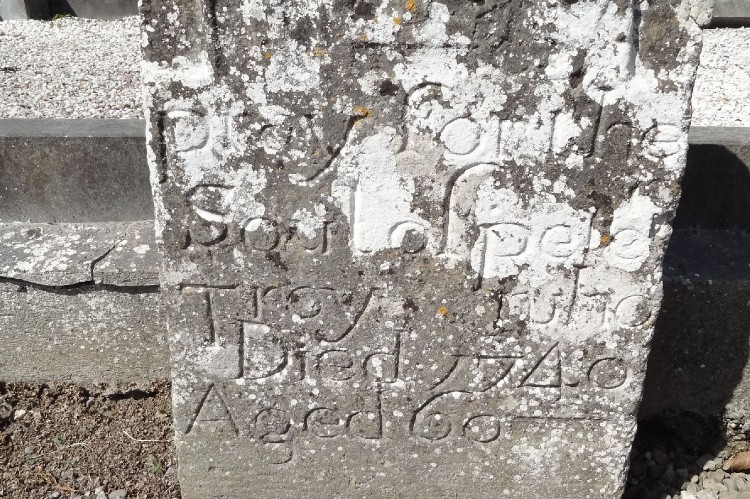 pray for the
Soul of pete
Troy who
Died 1740
Aged 60